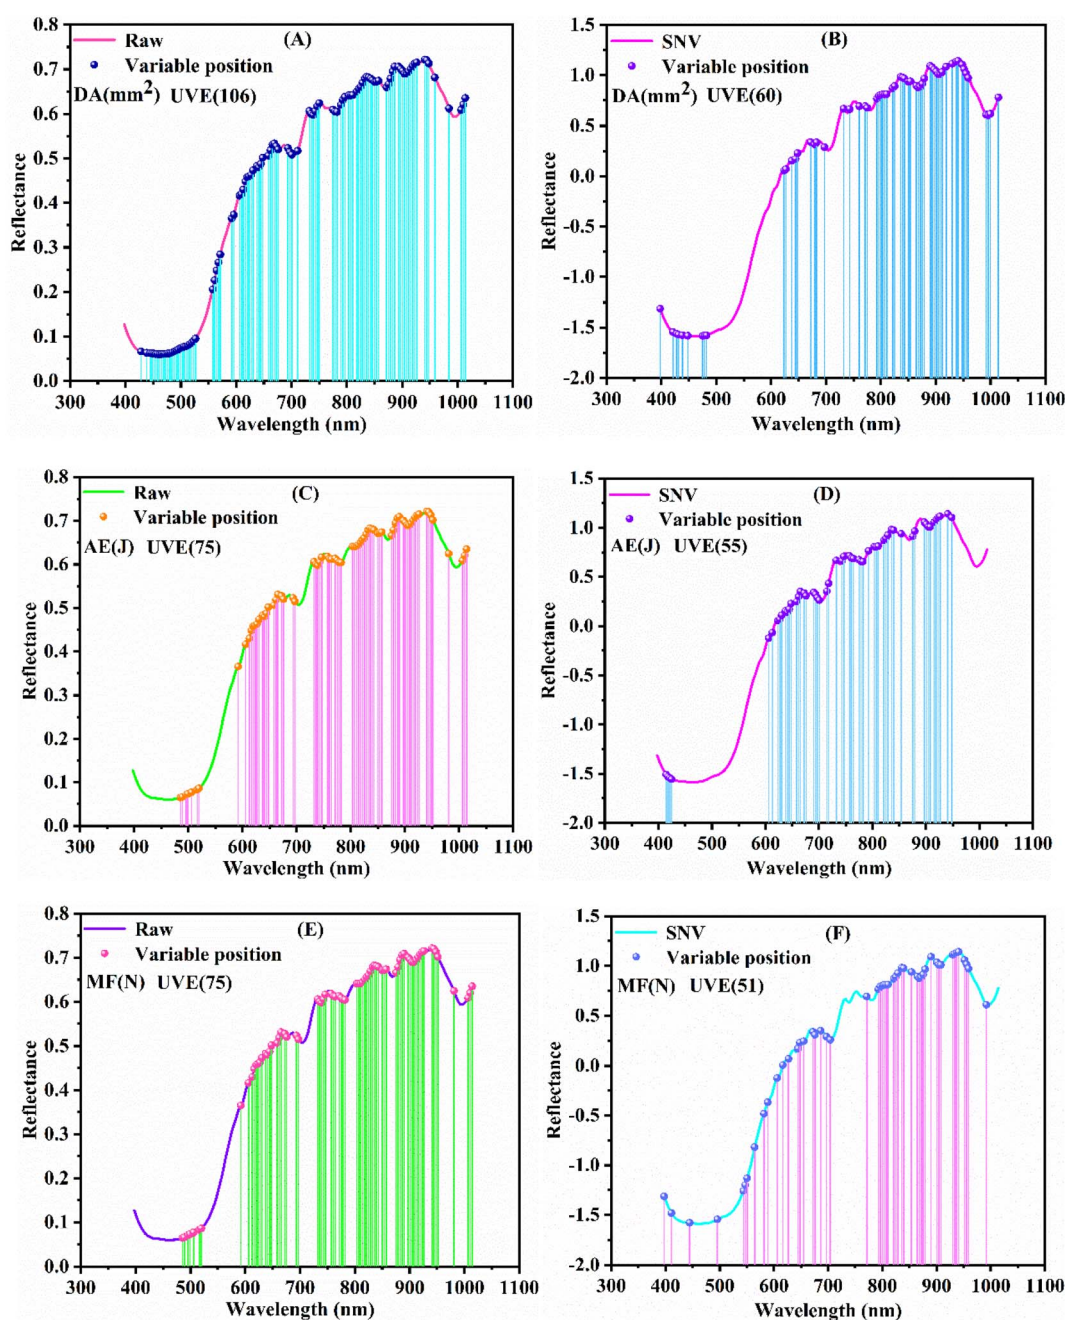 (A)
Raw
Variable position
DA(mm2) UVE(106)
0.8
0.7
0.6
0.5
0.4
0.3
0.2
0.1
0.0
Reflectance
300 400 500 600 700 800 900 1000 1100
Wavelength (nm)
(B)
SNV
Variable position
DA(mm2) UVE(60)
1.5
1.0
0.5
0.0
-0.5
-1.0
-1.5
-2.0
Reflectance
300 400 500 600 700 800 900 1000 1100
Wavelength (nm)
(C)
Raw
Variable position
AE(J) UVE(75)
0.8
0.7
0.6
0.5
0.4
0.3
0.2
0.1
0.0
Reflectance
300 400 500 600 700 800 900 1000 1100
Wavelength (nm)
(D)
SNV
Variable position
AE(J) UVE(55)
1.5
1.0
0.5
0.0
-0.5
-1.0
-1.5
-2.0
Reflectance
300 400 500 600 700 800 900 1000 1100
Wavelength (nm)
(E)
Raw
Variable position
MF(N) UVE(75)
0.8
0.7
0.6
0.5
0.4
0.3
0.2
0.1
0.0
Reflectance
300 400 500 600 700 800 900 1000 1100
Wavelength (nm)
(F)
SNV
Variable position
MF(N) UVE(51)
1.5
1.0
0.5
0.0
-0.5
-1.0
-1.5
-2.0
Reflectance
300 400 500 600 700 800 900 1000 1100
Wavelength (nm)